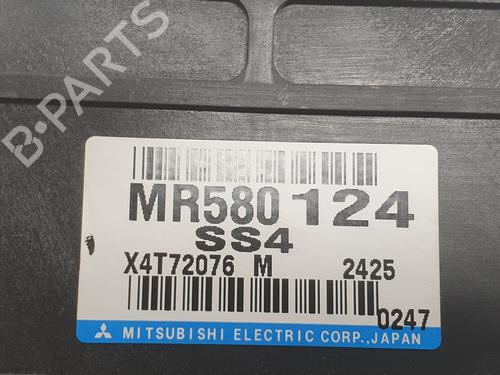 B-PARTS
MR580124
SS4
X4T72076 M 2425
0247
MITSUBISHI ELECTRIC CORP.,JAPAN